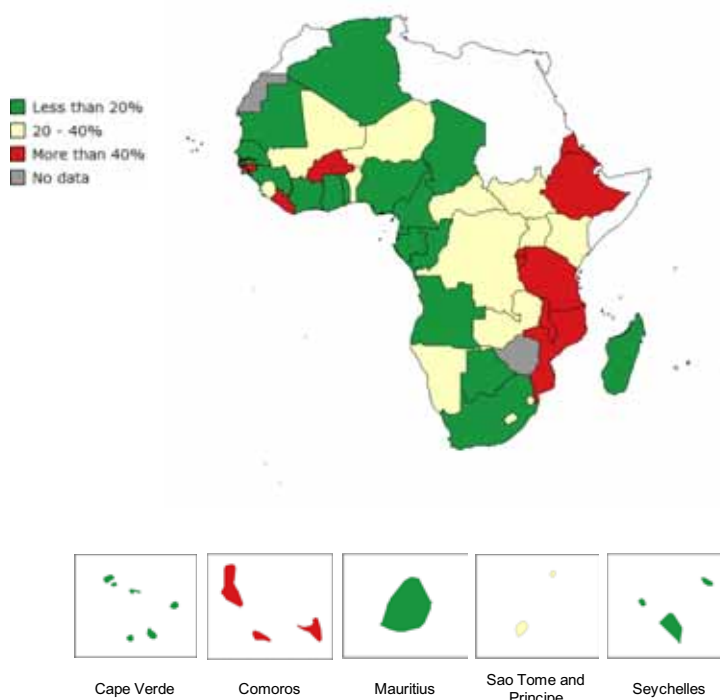 Less than 20%
20 - 40%
More than 40%
No data
Cape Verde
Comoros
Mauritius
Sao Tome and
Principe
Seychelles